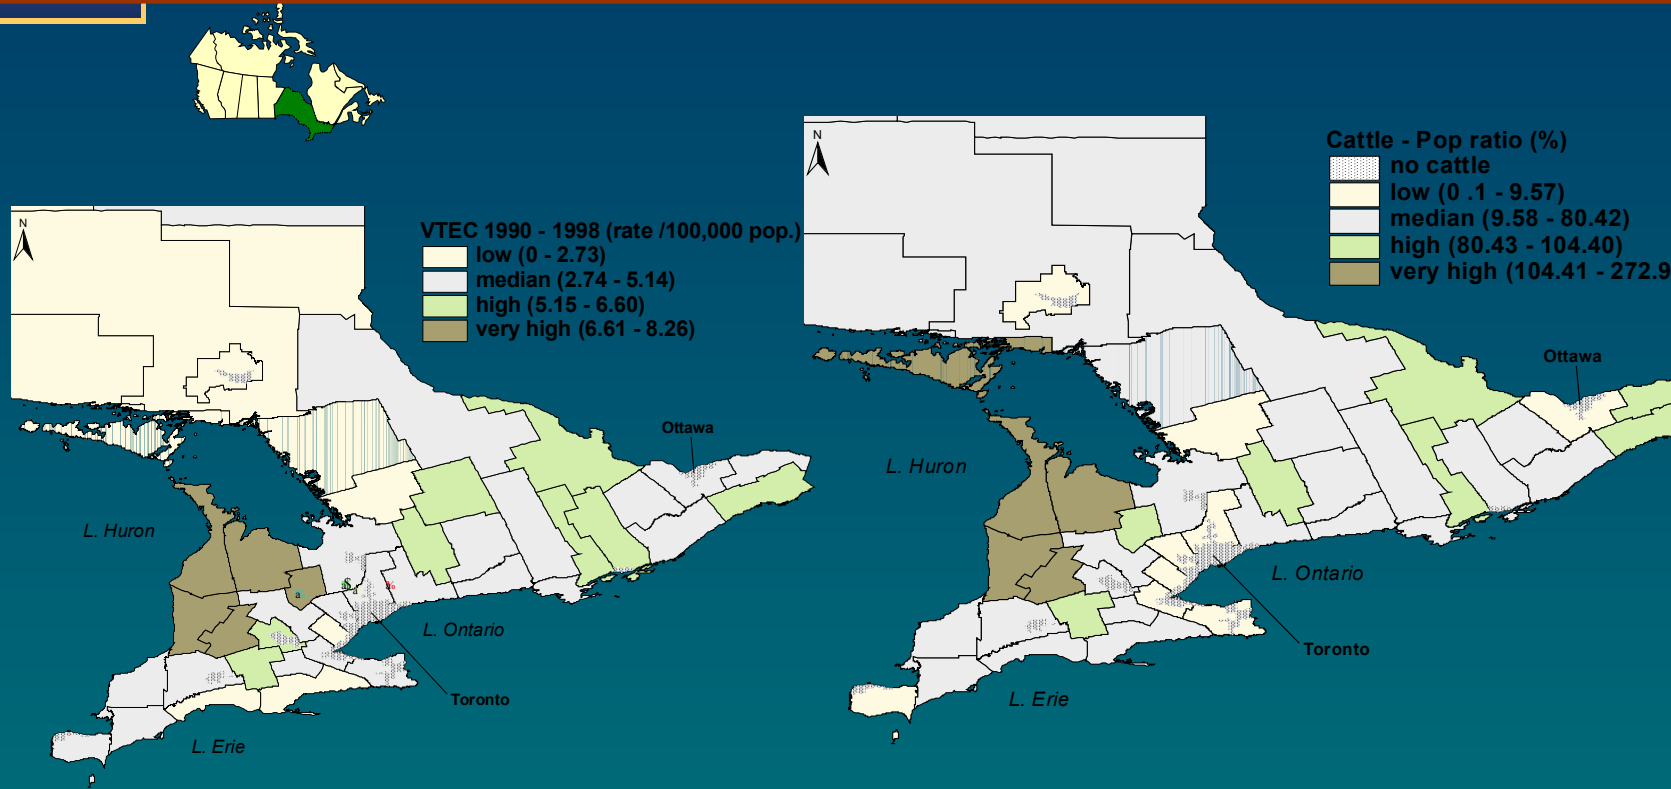 N
VTEC 1990 - 1998 (rate /100,000 pop.)
low (0 - 2.73)
median (2.74 - 5.14)
high (5.15 - 6.60)
very high (6.61 - 8.26)
Ottawa
L. Huron
L. Ontario
Toronto
L. Erie
N
Cattle - Pop ratio (%)
no cattle
low (0 .1 - 9.57)
median (9.58 - 80.42)
high (80.43 - 104.40)
very high (104.41 - 272.9
Ottawa
L. Huron
L. Ontario
Toronto
L. Erie